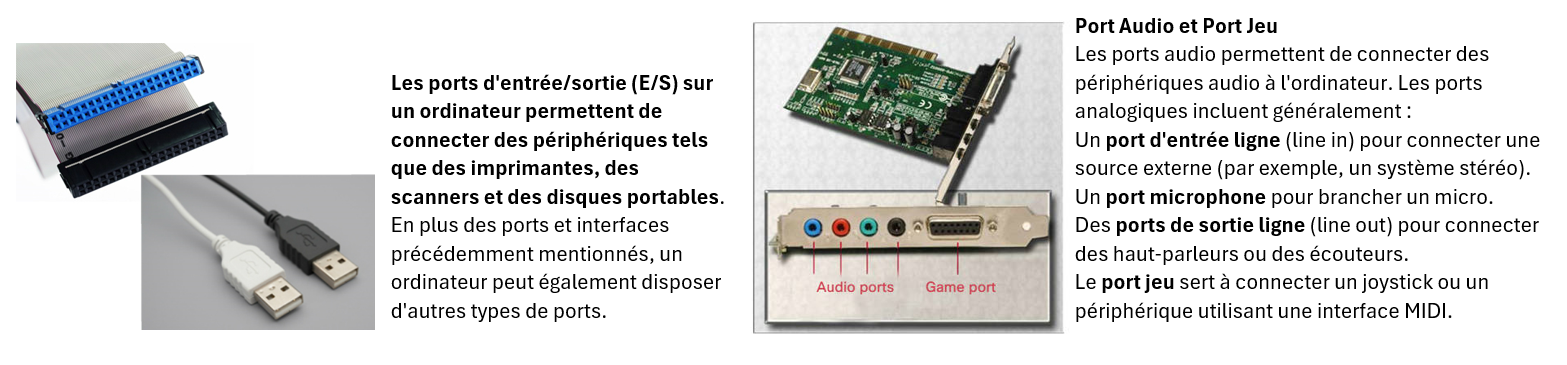 Les ports d'entrée/sortie (E/S) sur
un ordinateur permettent de
connecter des périphériques tels
que des imprimantes, des
scanners et des disques portables.
En plus des ports et interfaces
précédemment mentionnés, un
ordinateur peut également disposer
d'autres types de ports.
Audio ports
Game port
Port Audio et Port Jeu
Les ports audio permettent de connecter des
périphériques audio à l'ordinateur. Les ports
analogiques incluent généralement :
Un port d'entrée ligne (line in) pour connecter une
source externe (par exemple, un système stéréo).
Un port microphone pour brancher un micro.
Des ports de sortie ligne (line out) pour connecter
des haut-parleurs ou des écouteurs.
Le port jeu sert à connecter un joystick ou un
périphérique utilisant une interface MIDI.